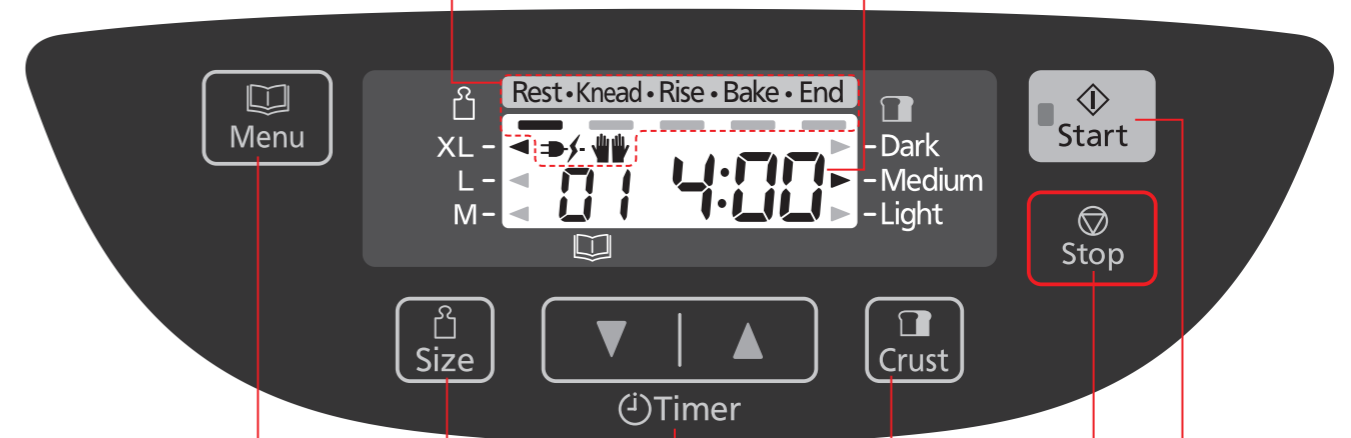 Menu
Rest • Knead • Rise • Bake • End
XL
L
M
01 4:00
Dark
Medium
Light
Start
Stop
Size
Crust
Timer